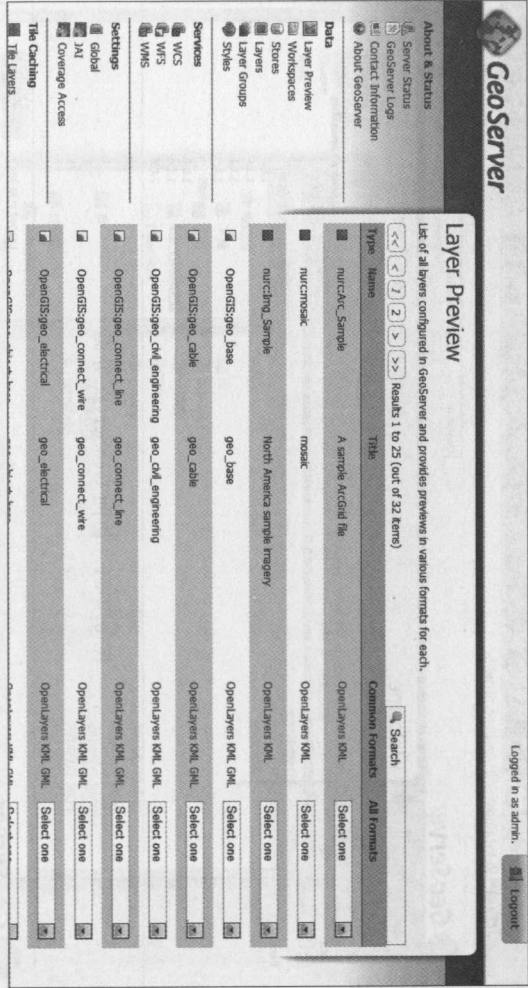 GeoServer
Logged in as admin.
Logout
About & Status
Server Status
GeoServer Logs
Contact Information
About GeoServer
Data
Layer Preview
Workspaces
Stores
Layers
Layer Groups
Styles
Services
WCS
WFS
WMS
Settings
Global
JAI
Coverage Access
Tile Caching
Tile Layers
Layer Preview
List of all layers configured in GeoServer and provides previews in various formats for each.
<< < 1 2 > >> Results 1 to 25 (out of 32 items)
Search
Type Name Title Common Formats All Formats
nurc:Arc_Sample A sample ArcGrid file OpenLayers KML Select one
nurc:mosaic mosaic OpenLayers KML Select one
nurc:Img_Sample North America sample imagery OpenLayers KML Select one
OpenGIS:geo_base geo_base OpenLayers KML GML Select one
OpenGIS:geo_cable geo_cable OpenLayers KML GML Select one
OpenGIS:geo_civil_engineering geo_civil_engineering OpenLayers KML GML Select one
OpenGIS:geo_connect_line geo_connect_line OpenLayers KML GML Select one
OpenGIS:geo_connect_wire geo_connect_wire OpenLayers KML GML Select one
OpenGIS:geo_electrical geo_electrical OpenLayers KML GML Select one